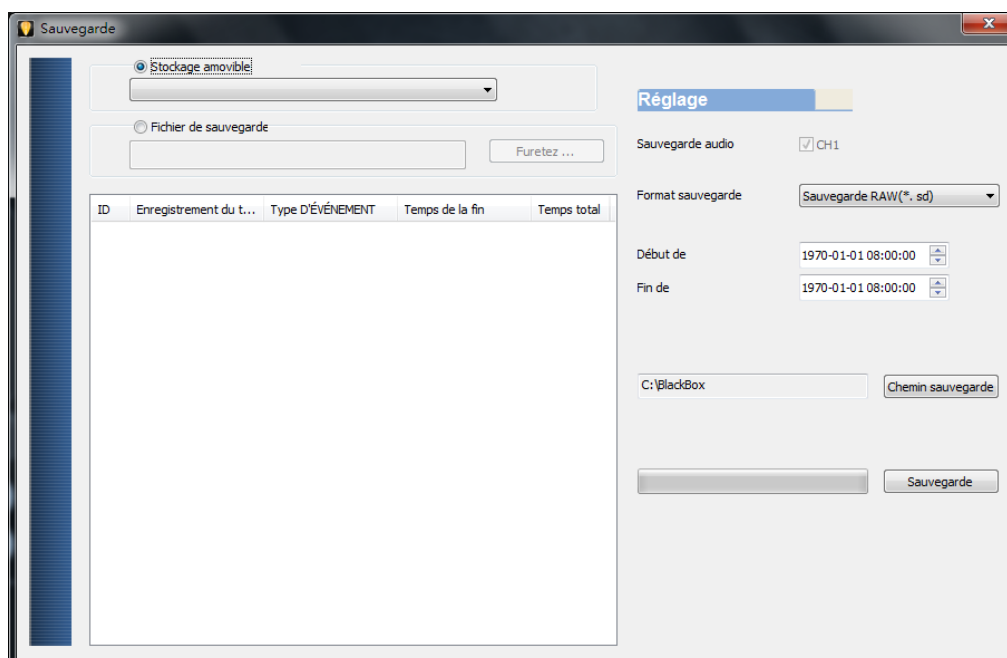 Sauvegarde
Stockage amovible
Fichier de sauvegarde
Furetez ...
ID Enregistrement du t... Type D'ÉVÉNEMENT Temps de la fin Temps total
Réglage
Sauvegarde audio CH1
Format sauvegarde Sauvegarde RAW(*. sd)
Début de 1970-01-01 08:00:00
Fin de 1970-01-01 08:00:00
C:\BlackBox Chemin sauvegarde
Sauvegarde